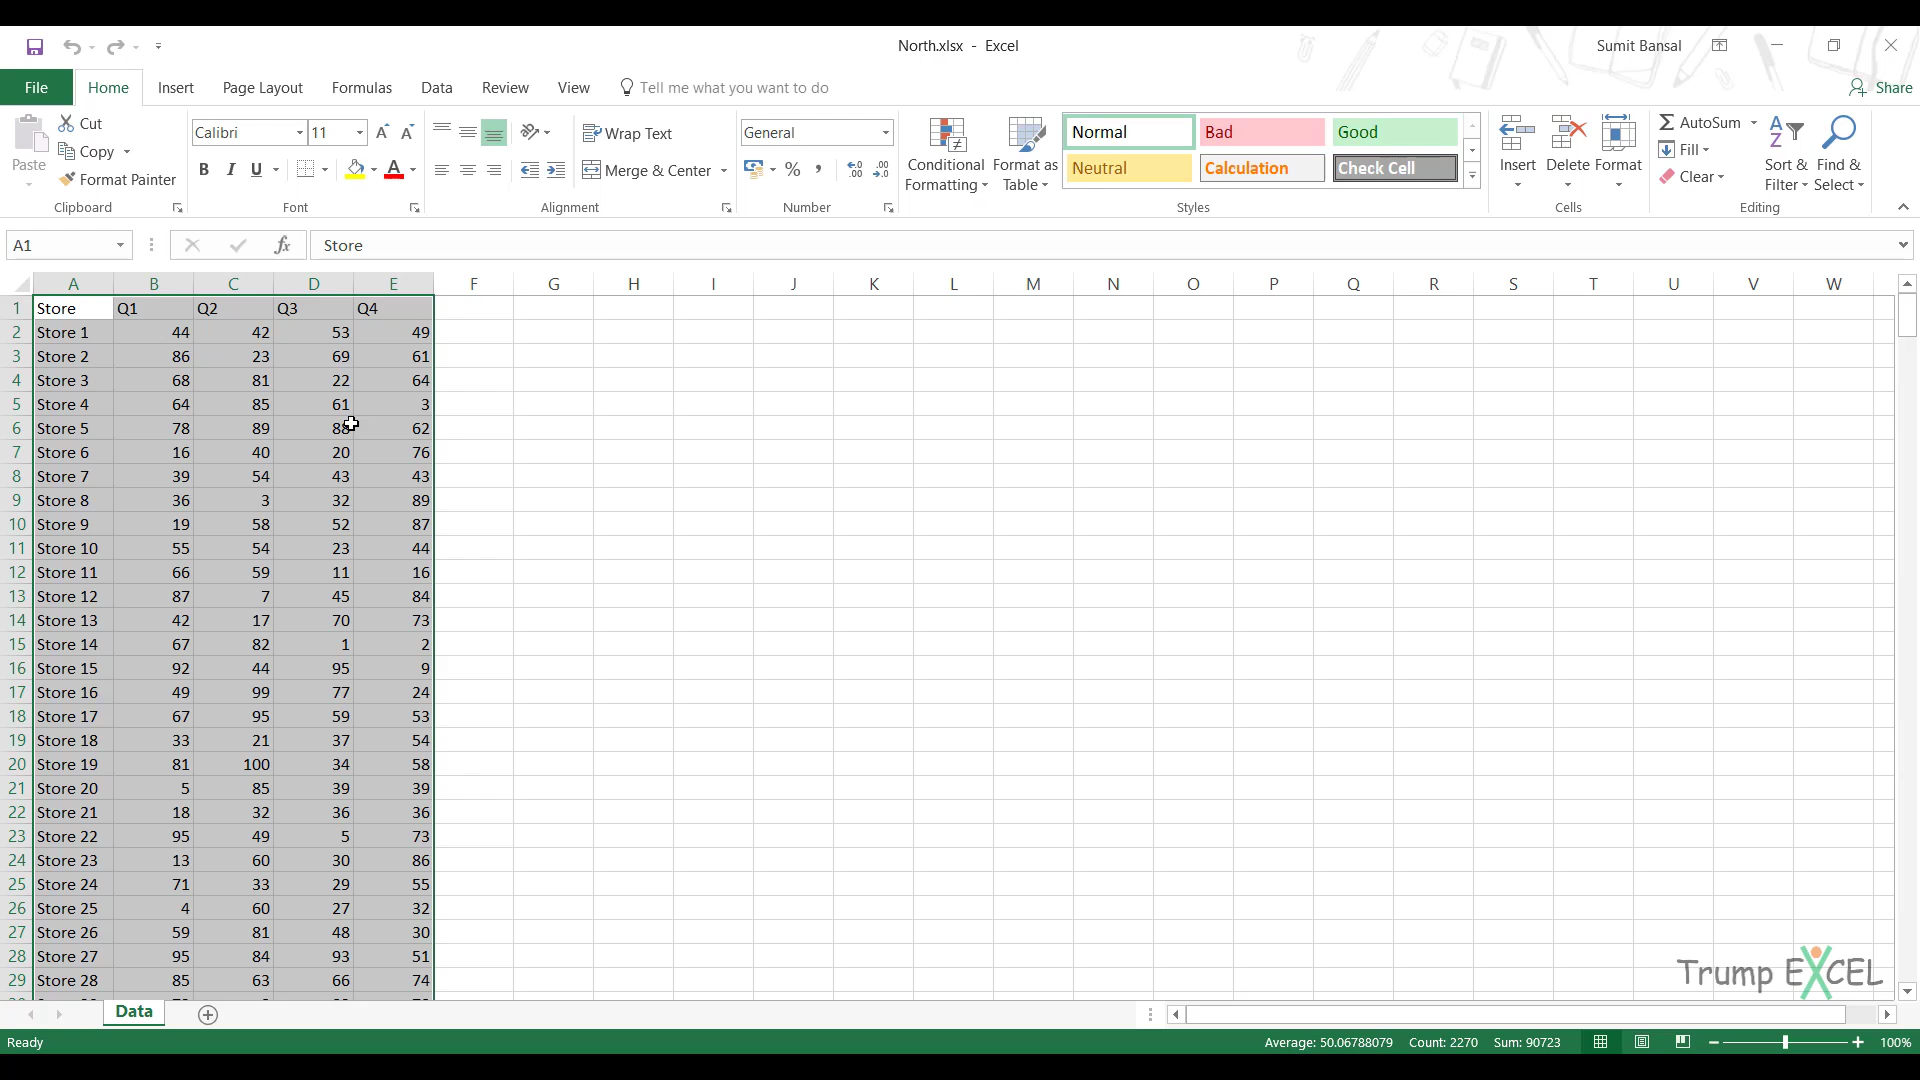 North.xlsx - Excel
Sumit Bansal
File Home Insert Page Layout Formulas Data Review View Tell me what you want to do Share
Paste
Cut
Copy
Format Painter
Clipboard
Calibri 11
B I U
Font
Wrap Text
Merge & Center
Alignment
General
%
Number
Conditional Formatting
Format as Table
Normal Bad Good
Neutral Calculation Check Cell
Styles
Insert Delete Format
Cells
AutoSum
Fill
Clear
Sort & Filter
Find & Select
Editing
A1 fx Store
A B C D E F G H I J K L M N O P Q R S T U V W
1 Store Q1 Q2 Q3 Q4
2 Store 1 44 42 53 49
3 Store 2 86 23 69 61
4 Store 3 68 81 22 64
5 Store 4 64 85 61 3
6 Store 5 78 89 88 62
7 Store 6 16 40 20 76
8 Store 7 39 54 43 43
9 Store 8 36 3 32 89
10 Store 9 19 58 52 87
11 Store 10 55 54 23 44
12 Store 11 66 59 11 16
13 Store 12 87 7 45 84
14 Store 13 42 17 70 73
15 Store 14 67 82 1 2
16 Store 15 92 44 95 9
17 Store 16 49 99 77 24
18 Store 17 67 95 59 53
19 Store 18 33 21 37 54
20 Store 19 81 100 34 58
21 Store 20 5 85 39 39
22 Store 21 18 32 36 36
23 Store 22 95 49 5 73
24 Store 23 13 60 30 86
25 Store 24 71 33 29 55
26 Store 25 4 60 27 32
27 Store 26 59 81 48 30
28 Store 27 95 84 93 51
29 Store 28 85 63 66 74
Trump EXCEL
Data
Ready
Average: 50.06788079 Count: 2270 Sum: 90723
100%